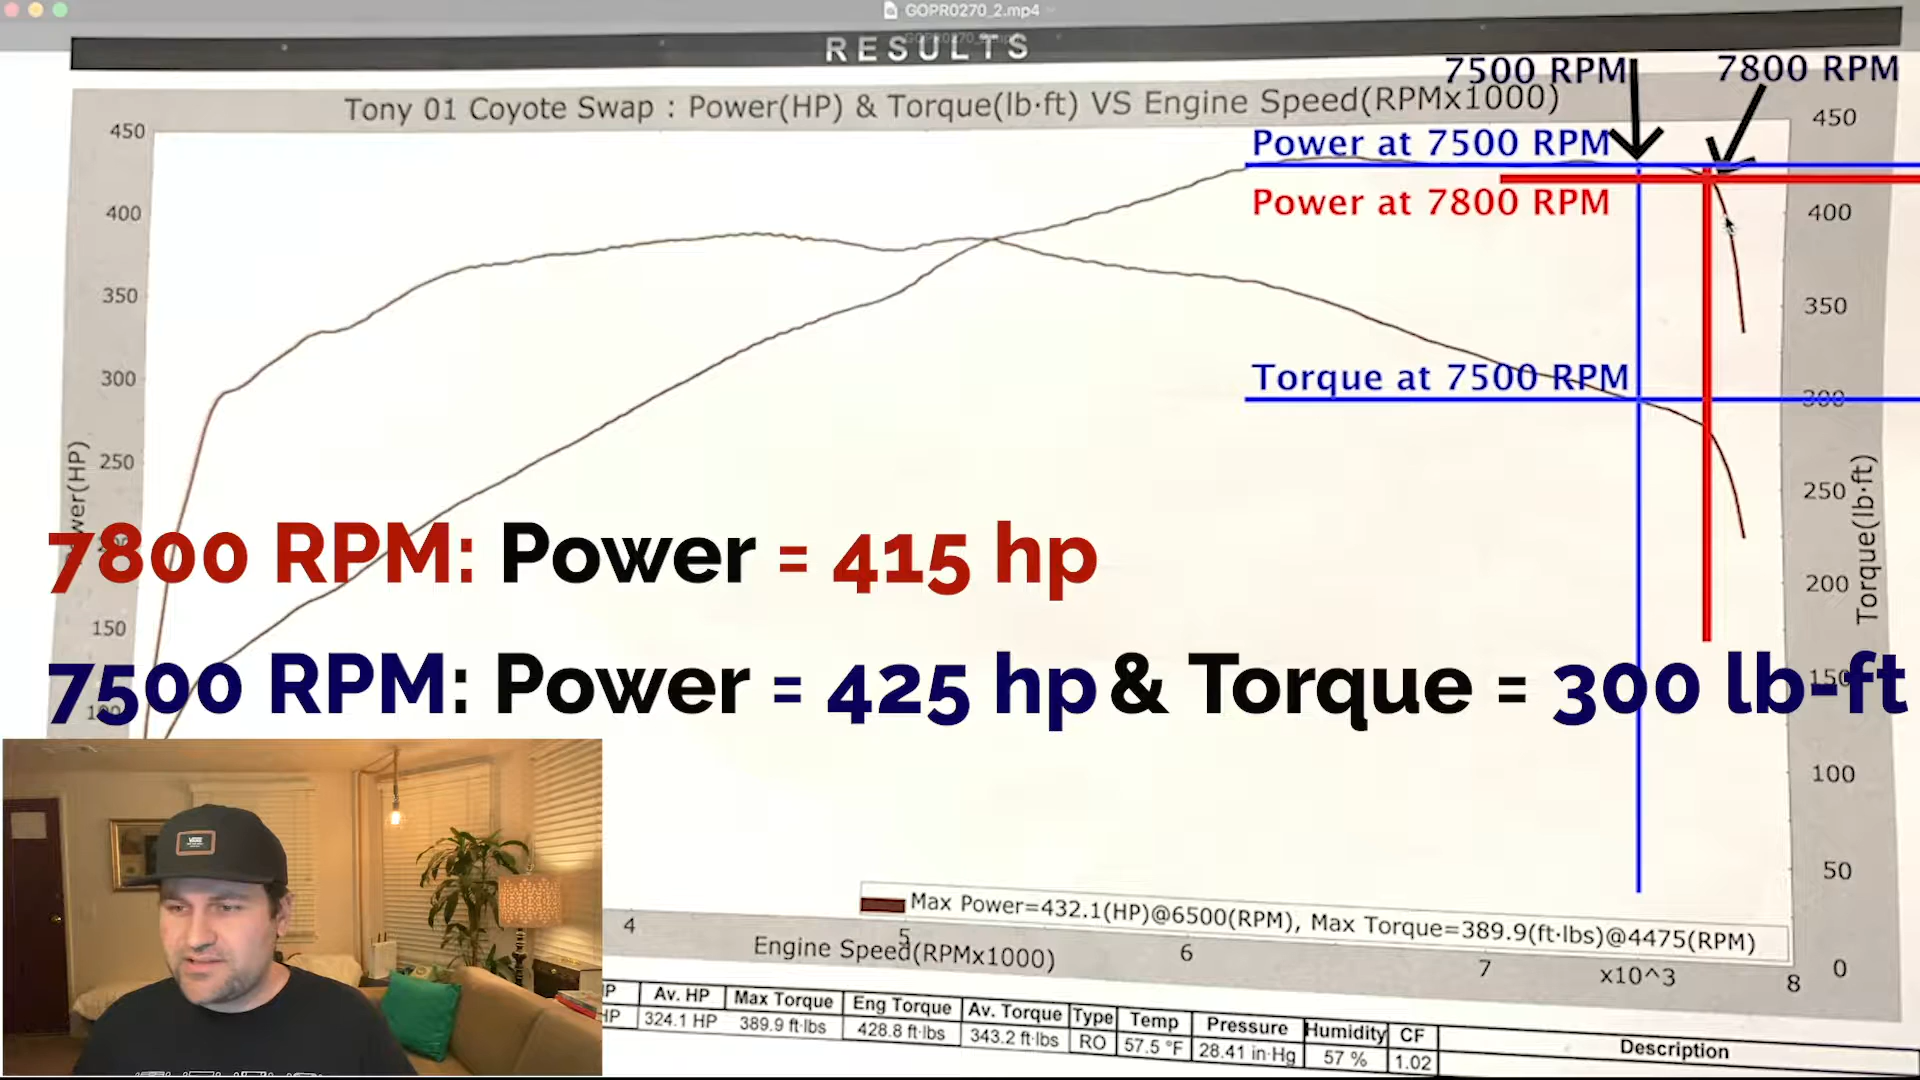 GOPR0270_2.mp4
RESULTS
7500 RPM
7800 RPM
Tony 01 Coyote Swap : Power(HP) & Torque(lb·ft) VS Engine Speed(RPMx1000)
450
450
Power at 7500 RPM
Power at 7800 RPM
400
400
350
350
Torque at 7500 RPM
300
300
250
250
Torque(lb·ft)
7800 RPM: Power = 415 hp
200
150
7500 RPM: Power = 425 hp & Torque = 300 lb-ft
150
100
100
50
VANS
Max Power=432.1(HP)@6500(RPM), Max Torque=389.9(ft·lbs)@4475(RPM)
4
5
6
7
x10^3
8
0
Engine Speed(RPMx1000)
Av. HP Max Torque Eng Torque Av. Torque Type Temp Pressure Humidity CF Description
HP 324.1 HP 389.9 ft·lbs 428.8 ft·lbs 343.2 ft·lbs RO 57.5 °F 28.41 in·Hg 57 % 1.02